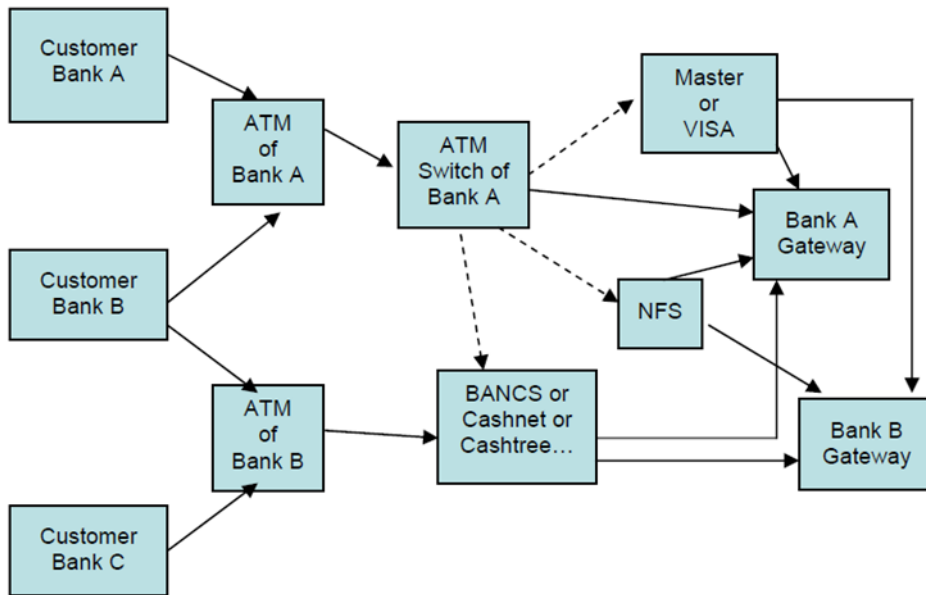 Customer
Bank A
ATM
of
Bank A
ATM
Switch of
Bank A
Master
or
VISA
Bank A
Gateway
Customer
Bank B
NFS
ATM
of
Bank B
BANCS or
Cashnet or
Cashtree…
Bank B
Gateway
Customer
Bank C